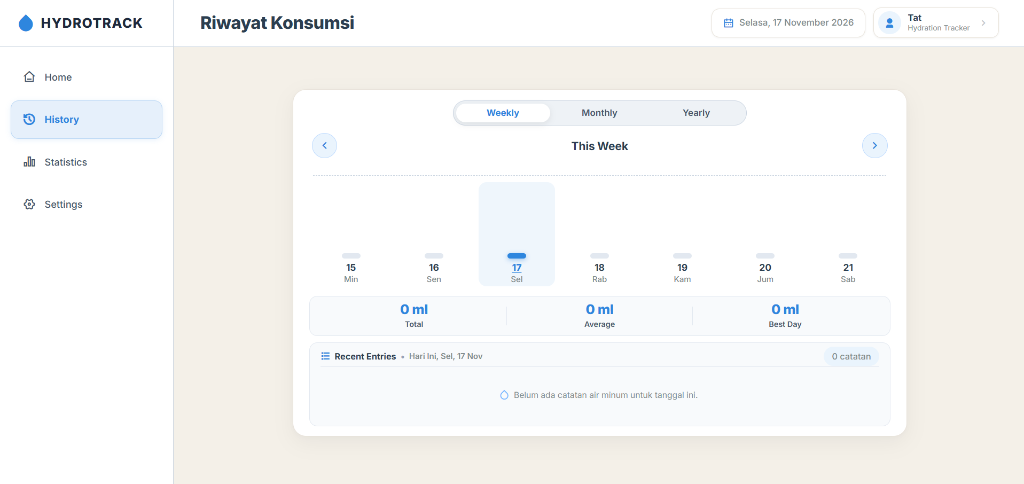 HYDROTRACK
Riwayat Konsumsi
Selasa, 17 November 2026
Tat
Hydration Tracker
Home
History
Statistics
Settings
Weekly Monthly Yearly
This Week
15 16 17 18 19 20 21
Min Sen Sel Rab Kam Jum Sab
0 ml 0 ml 0 ml
Total Average Best Day
Recent Entries • Hari Ini, Sel, 17 Nov 0 catatan
Belum ada catatan air minum untuk tanggal ini.